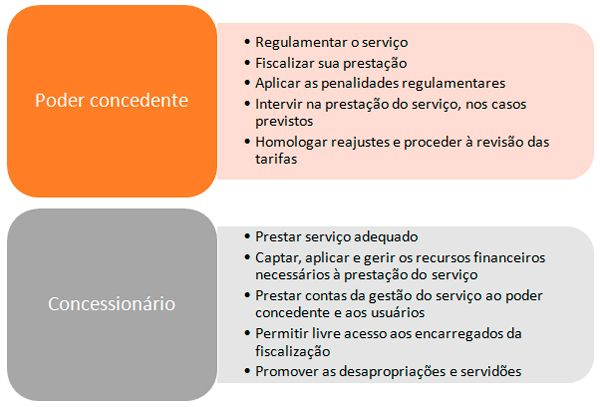 Poder concedente
• Regulamentar o serviço
• Fiscalizar sua prestação
• Aplicar as penalidades regulamentares
• Intervir na prestação do serviço, nos casos
previstos
• Homologar reajustes e proceder à revisão das
tarifas
Concessionário
• Prestar serviço adequado
• Captar, aplicar e gerir os recursos financeiros
necessários à prestação do serviço
• Prestar contas da gestão do serviço ao poder
concedente e aos usuários
• Permitir livre acesso aos encarregados da
fiscalização
• Promover as desapropriações e servidões